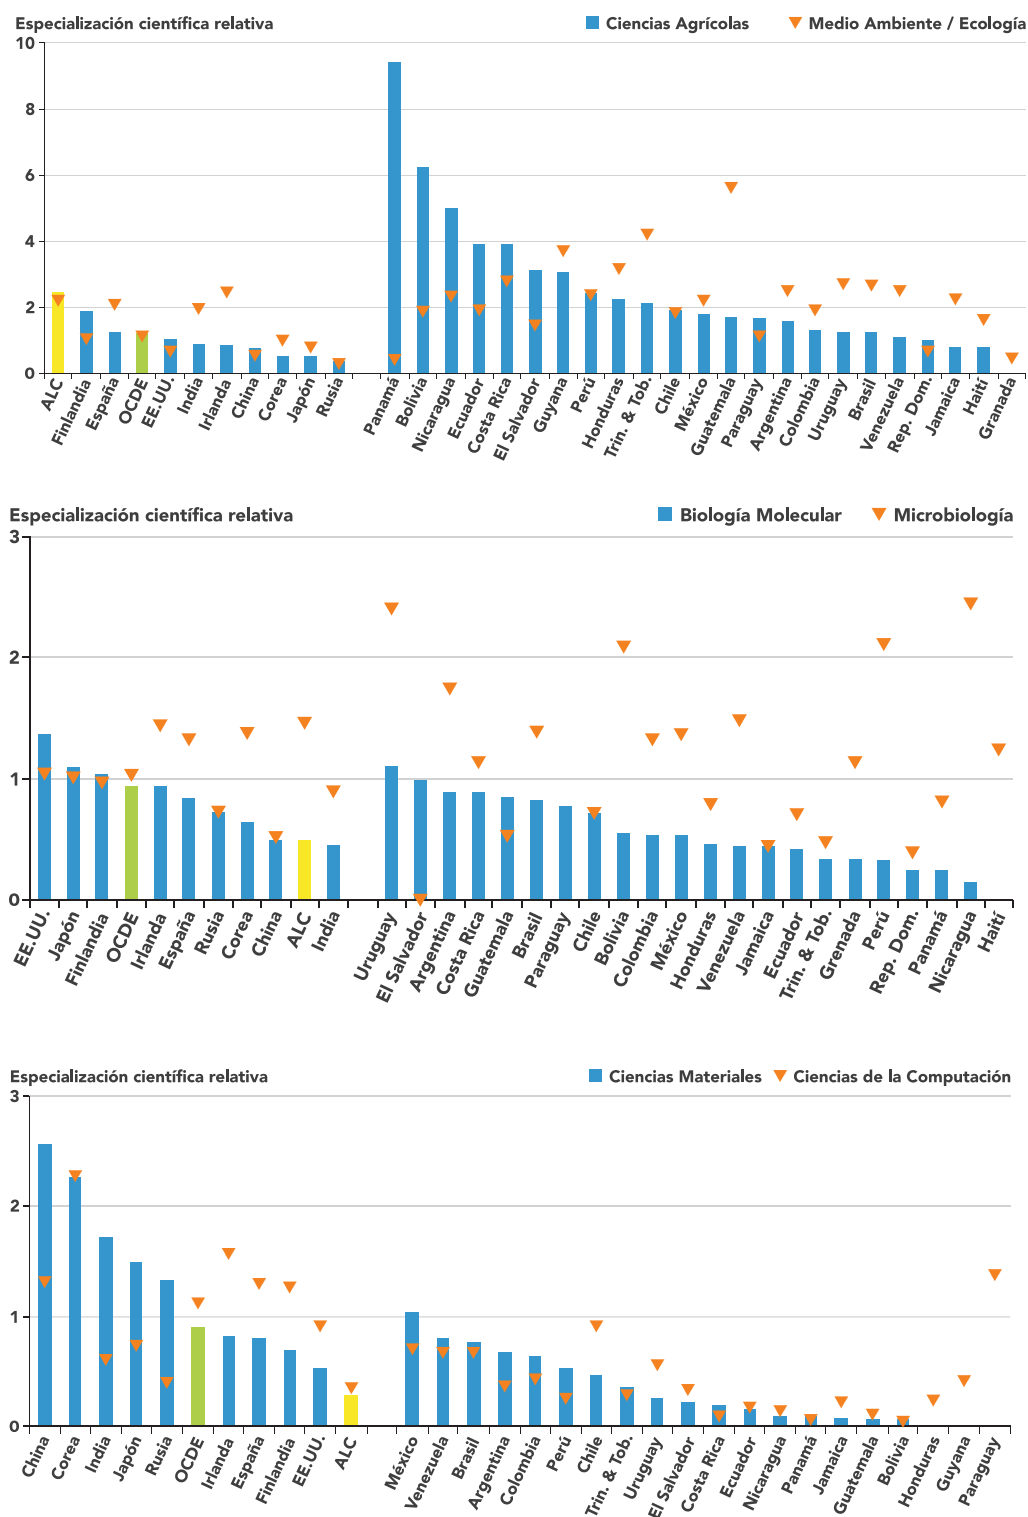 Especialización científica relativa
Ciencias Agrícolas
Medio Ambiente / Ecología
10
8
6
4
2
0
ALC
Finlandia
España
OCDE
EE.UU.
India
Irlanda
China
Corea
Japón
Rusia
Panamá
Bolivia
Nicaragua
Ecuador
Costa Rica
El Salvador
Guyana
Perú
Honduras
Trin. & Tob.
Chile
México
Guatemala
Paraguay
Argentina
Colombia
Uruguay
Brasil
Venezuela
Rep. Dom.
Jamaica
Haití
Granada
Especialización científica relativa
Biología Molecular
Microbiología
3
2
1
0
EE.UU.
Japón
Finlandia
OCDE
Irlanda
España
Rusia
Corea
China
ALC
India
Uruguay
El Salvador
Argentina
Costa Rica
Guatemala
Brasil
Paraguay
Chile
Bolivia
Colombia
México
Honduras
Venezuela
Jamaica
Ecuador
Trin. & Tob.
Grenada
Perú
Rep. Dom.
Panamá
Nicaragua
Haití
Especialización científica relativa
Ciencias Materiales
Ciencias de la Computación
3
2
1
0
China
Corea
India
Japón
Rusia
OCDE
Irlanda
España
Finlandia
EE.UU.
ALC
México
Venezuela
Brasil
Argentina
Colombia
Perú
Chile
Trin. & Tob.
Uruguay
El Salvador
Costa Rica
Ecuador
Nicaragua
Panamá
Jamaica
Guatemala
Bolivia
Honduras
Guyana
Paraguay